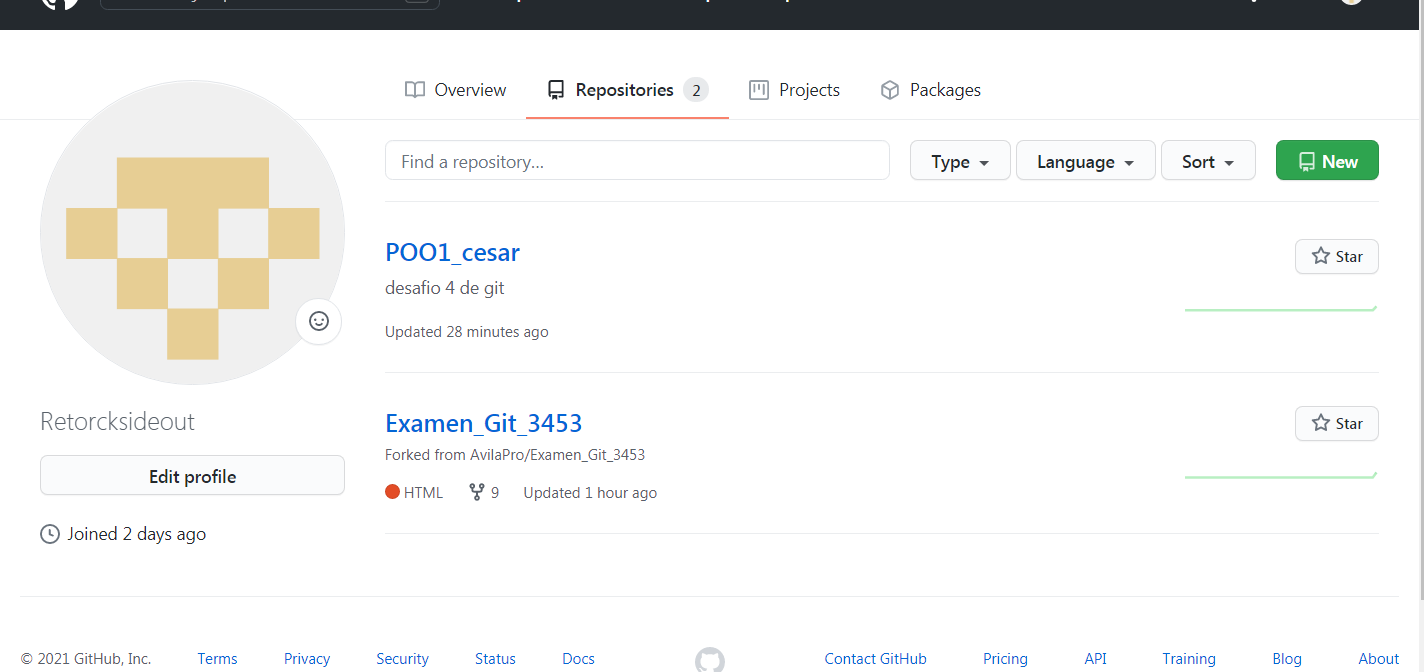 Overview Repositories 2 Projects Packages
Find a repository... Type Language Sort New
POO1_cesar Star
desafio 4 de git
Updated 28 minutes ago
Retorcksideout
Edit profile
Joined 2 days ago
Examen_Git_3453 Star
Forked from AvilaPro/Examen_Git_3453
HTML 9 Updated 1 hour ago
© 2021 GitHub, Inc. Terms Privacy Security Status Docs Contact GitHub Pricing API Training Blog About